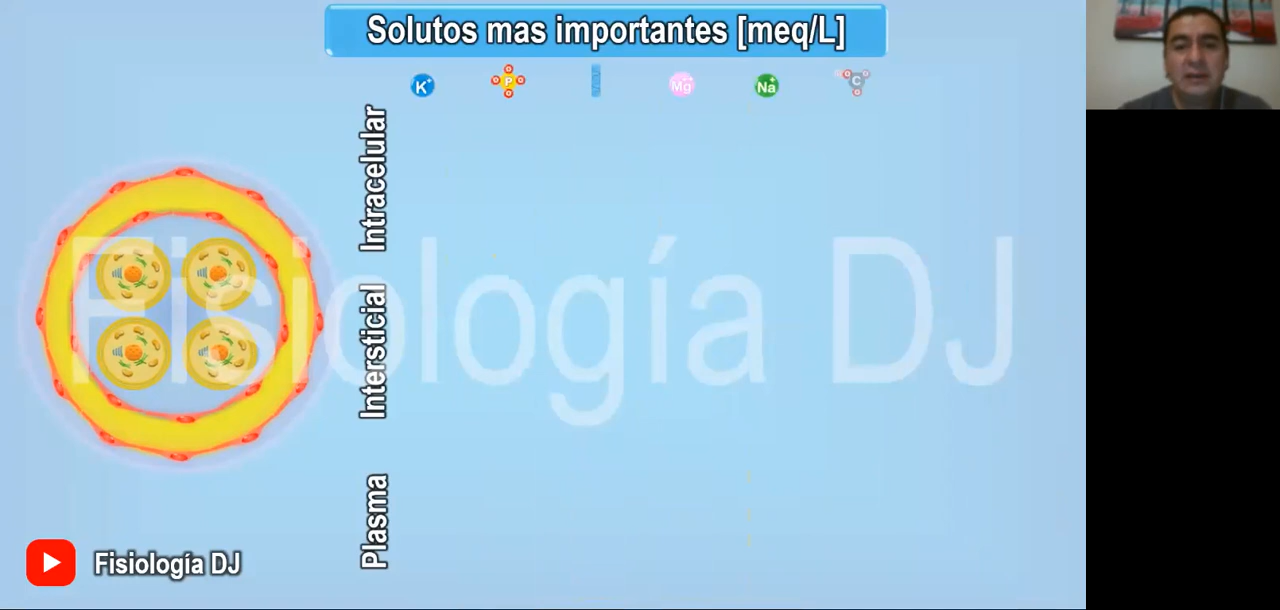 Solutos mas importantes [meq/L]
K+
P
Mg++
Na+
C
Intracelular
Intersticial
Plasma
Fisiología DJ
Fisiología DJ